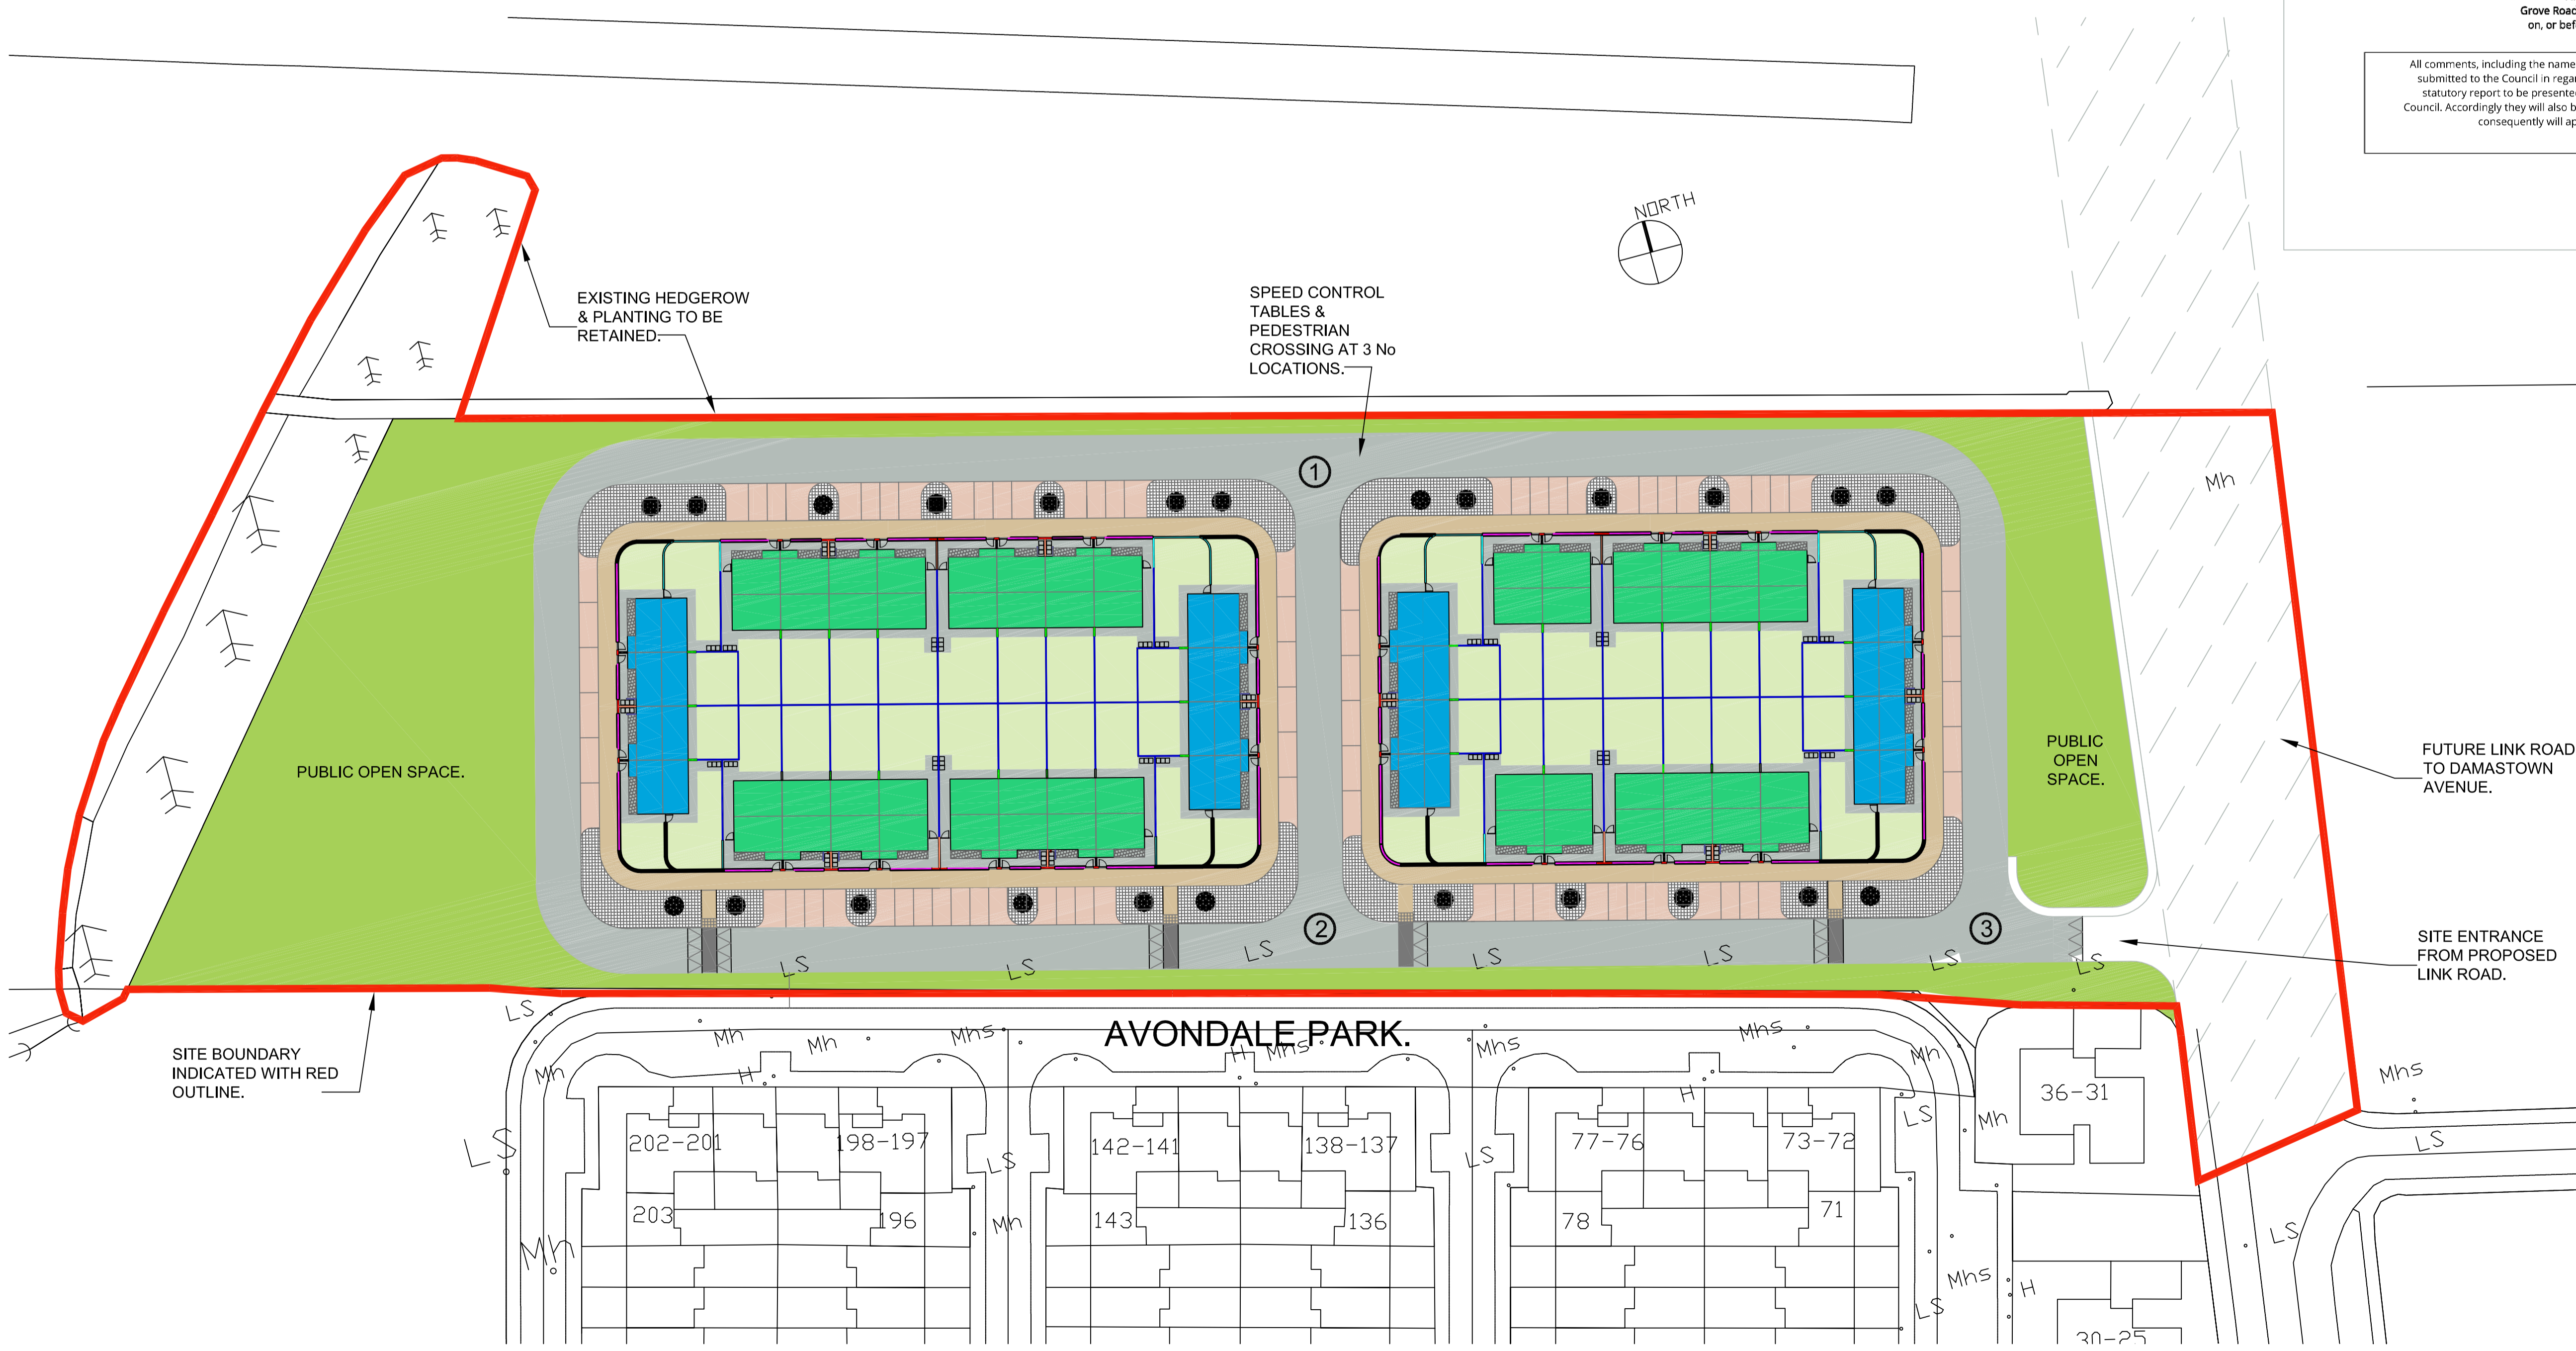 Grove Road
on, or bef
All comments, including the name
submitted to the Council in regar
statutory report to be presente
Council. Accordingly they will also b
consequently will ap
NORTH
EXISTING HEDGEROW
& PLANTING TO BE
RETAINED.
SPEED CONTROL
TABLES &
PEDESTRIAN
CROSSING AT 3 No
LOCATIONS.
1
Mh
PUBLIC OPEN SPACE.
PUBLIC
OPEN
SPACE.
FUTURE LINK ROAD
TO DAMASTOWN
AVENUE.
2
3
LS
LS
LS
LS
LS
LS
LS
SITE ENTRANCE
FROM PROPOSED
LINK ROAD.
SITE BOUNDARY
INDICATED WITH RED
OUTLINE.
LS
AVONDALE PARK.
Mh
Mh
Mhs
Mhs
Mhs
Mhs
Mh
Mh
H
H
H
36-31
Mhs
LS
202-201
198-197
142-141
138-137
77-76
73-72
LS
Mh
LS
LS
LS
203
196
143
136
78
71
Mh
Mh
LS
Mhs
H
LS
30-25